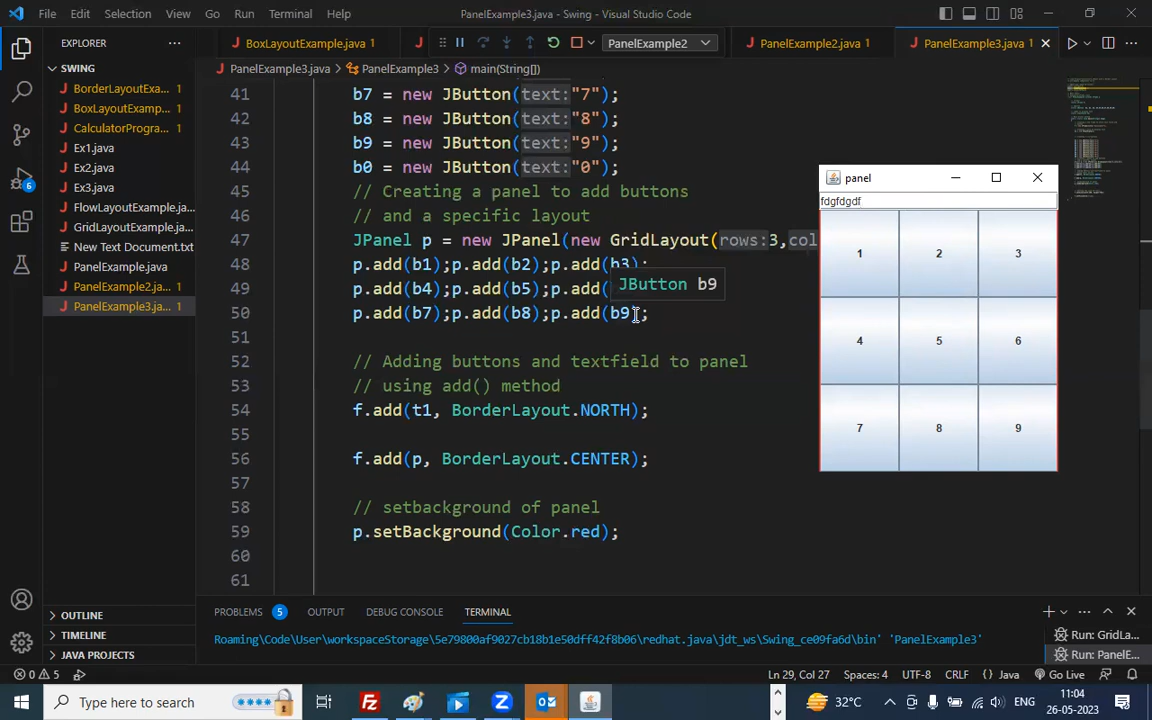 File Edit Selection View Go Run Terminal Help PanelExample3.java - Swing - Visual Studio Code
EXPLORER
BoxLayoutExample.java 1 PanelExample2 PanelExample2.java 1 PanelExample3.java 1
SWING
PanelExample3.java > PanelExample3 > main(String[])
BorderLayoutExa... 1
BoxLayoutExamp... 1
CalculatorProgra... 1
Ex1.java
Ex2.java
Ex3.java
FlowLayoutExample.ja...
GridLayoutExample.ja...
New Text Document.txt
PanelExample.java
PanelExample2.ja... 1
PanelExample3.ja... 1
6
OUTLINE
TIMELINE
JAVA PROJECTS
41 b7 = new JButton(text:"7");
42 b8 = new JButton(text:"8");
43 b9 = new JButton(text:"9");
44 b0 = new JButton(text:"0");
45 // Creating a panel to add buttons
46 // and a specific layout
47 JPanel p = new JPanel(new GridLayout(rows:3,col
48 p.add(b1);p.add(b2);p.add(b3);
49 p.add(b4);p.add(b5);p.add(
JButton b9
50 p.add(b7);p.add(b8);p.add(b9);
51
52 // Adding buttons and textfield to panel
53 // using add() method
54 f.add(t1, BorderLayout.NORTH);
55
56 f.add(p, BorderLayout.CENTER);
57
58 // setbackground of panel
59 p.setBackground(Color.red);
60
61
panel
fdgfdgdf
1 2 3
4 5 6
7 8 9
PROBLEMS 5 OUTPUT DEBUG CONSOLE TERMINAL
Roaming\Code\User\workspaceStorage\5e79800af9027cb18b1e50dff42f8b06\redhat.java\jdt_ws\Swing_ce09fa6d\bin' 'PanelExample3'
Run: GridLa...
Run: PanelE...
0 5 Ln 29, Col 27 Spaces: 4 UTF-8 CRLF {} Java Go Live
Type here to search
32°C ENG 11:04
26-05-2023